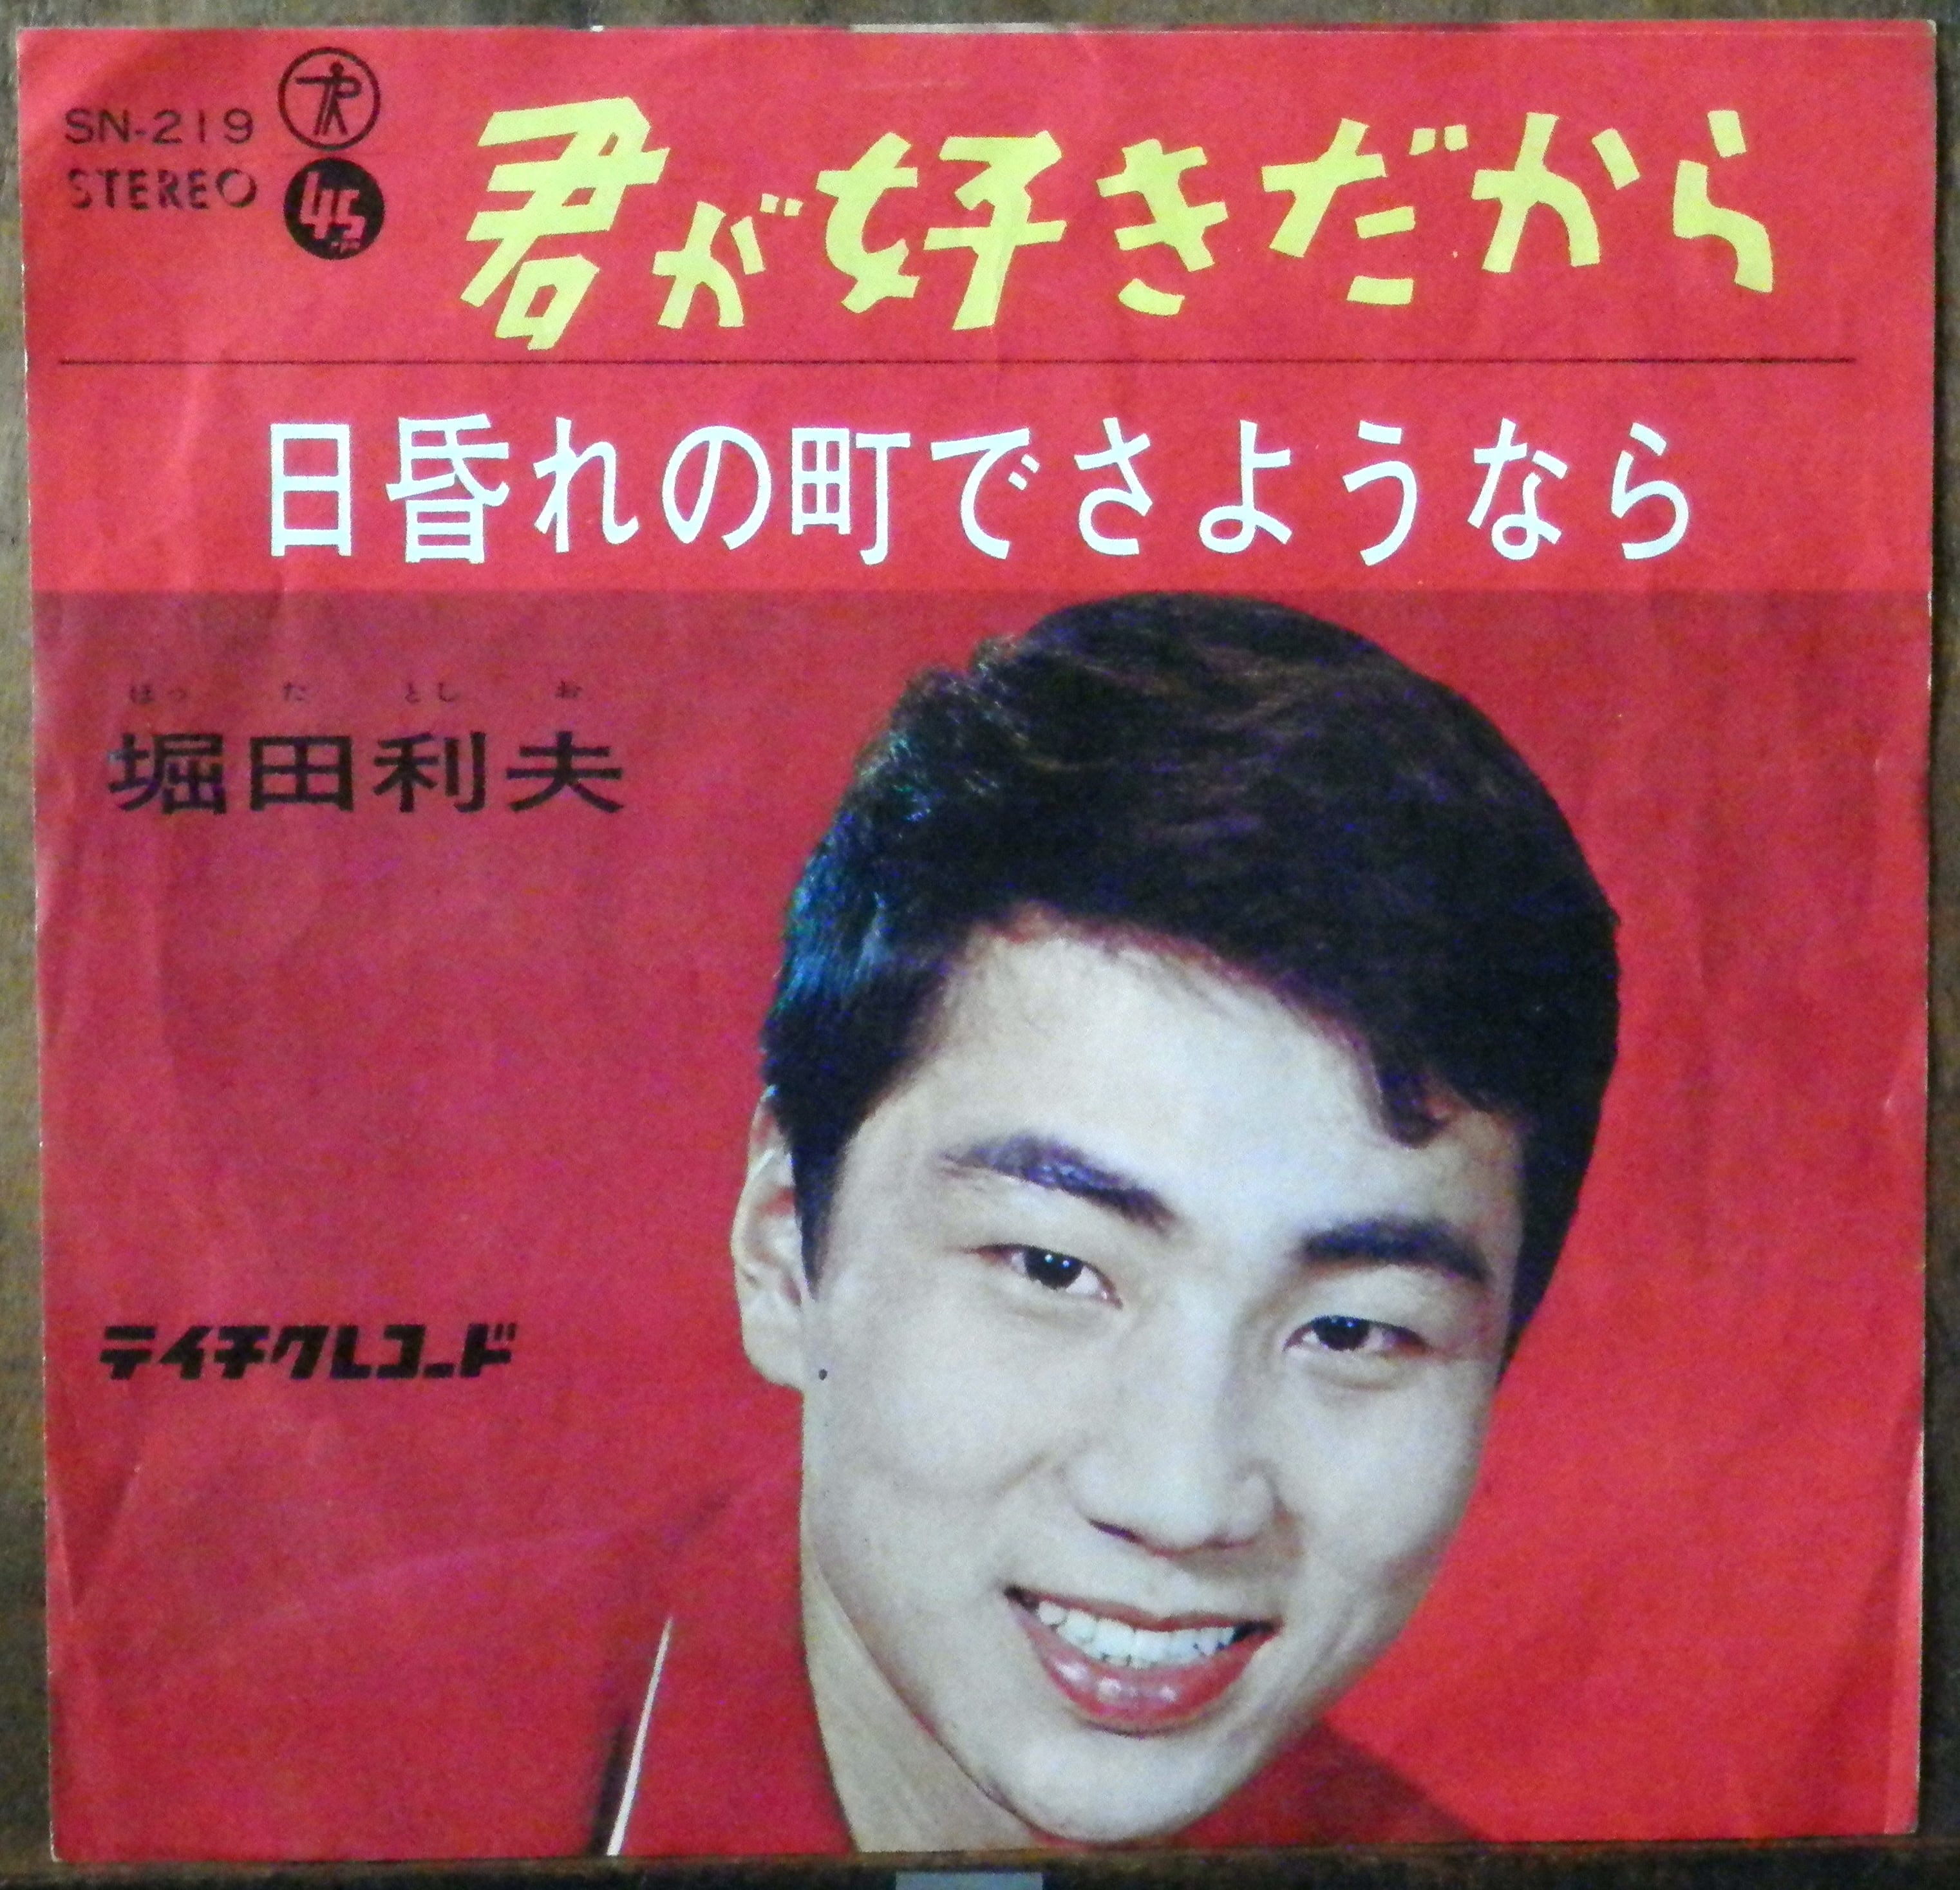 SN-219
STEREO
45
君が好きだから
日昏れの町でさようなら
ほっ た とし お
堀田利夫
テイチクレコード